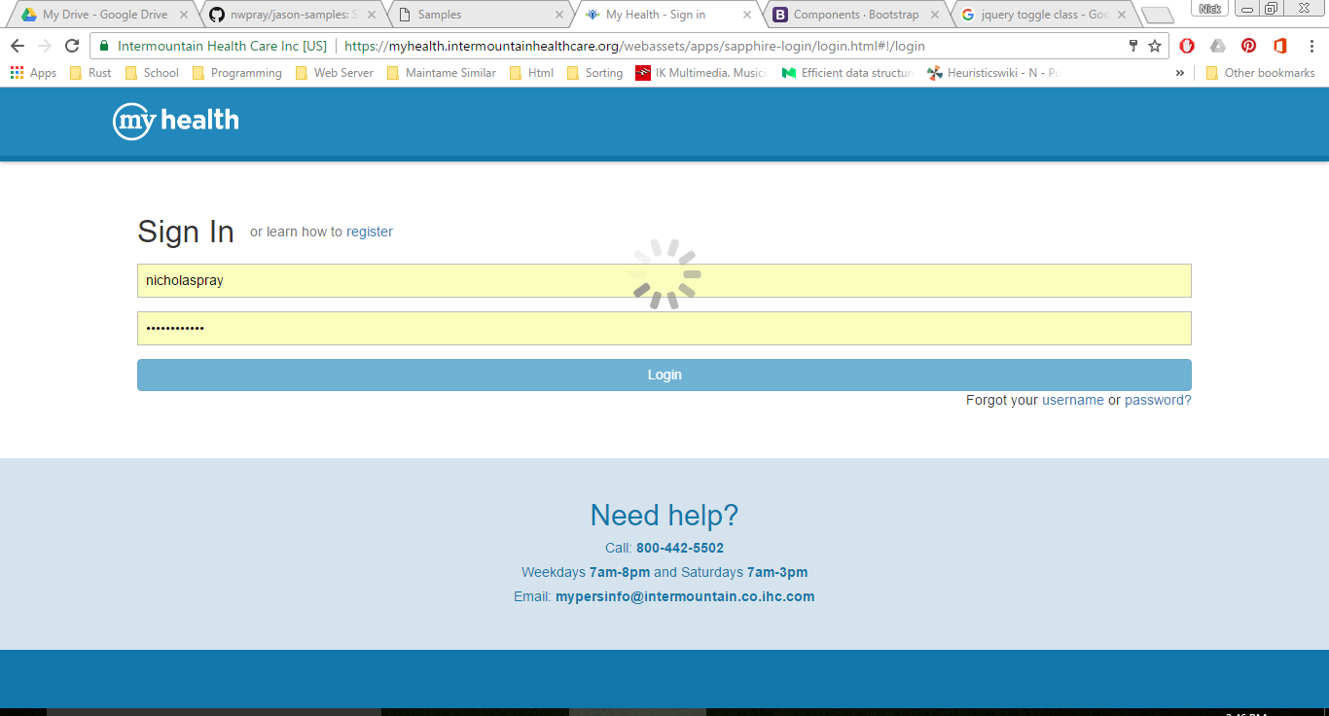 My Drive - Google Drive
nwpray/jason-samples: S
Samples
My Health - Sign in
Components · Bootstrap
jquery toggle class - Goo
Nick
Intermountain Health Care Inc [US] | https://myhealth.intermountainhealthcare.org/webassets/apps/sapphire-login/login.html#!/login
Apps Rust School Programming Web Server Maintame Similar Html Sorting IK Multimedia. Music Efficient data structur Heuristicswiki - N - Pu » Other bookmarks
my health
Sign In or learn how to register
nicholaspray
••••••••••••
Login
Forgot your username or password?
Need help?
Call: 800-442-5502
Weekdays 7am-8pm and Saturdays 7am-3pm
Email: mypersinfo@intermountain.co.ihc.com